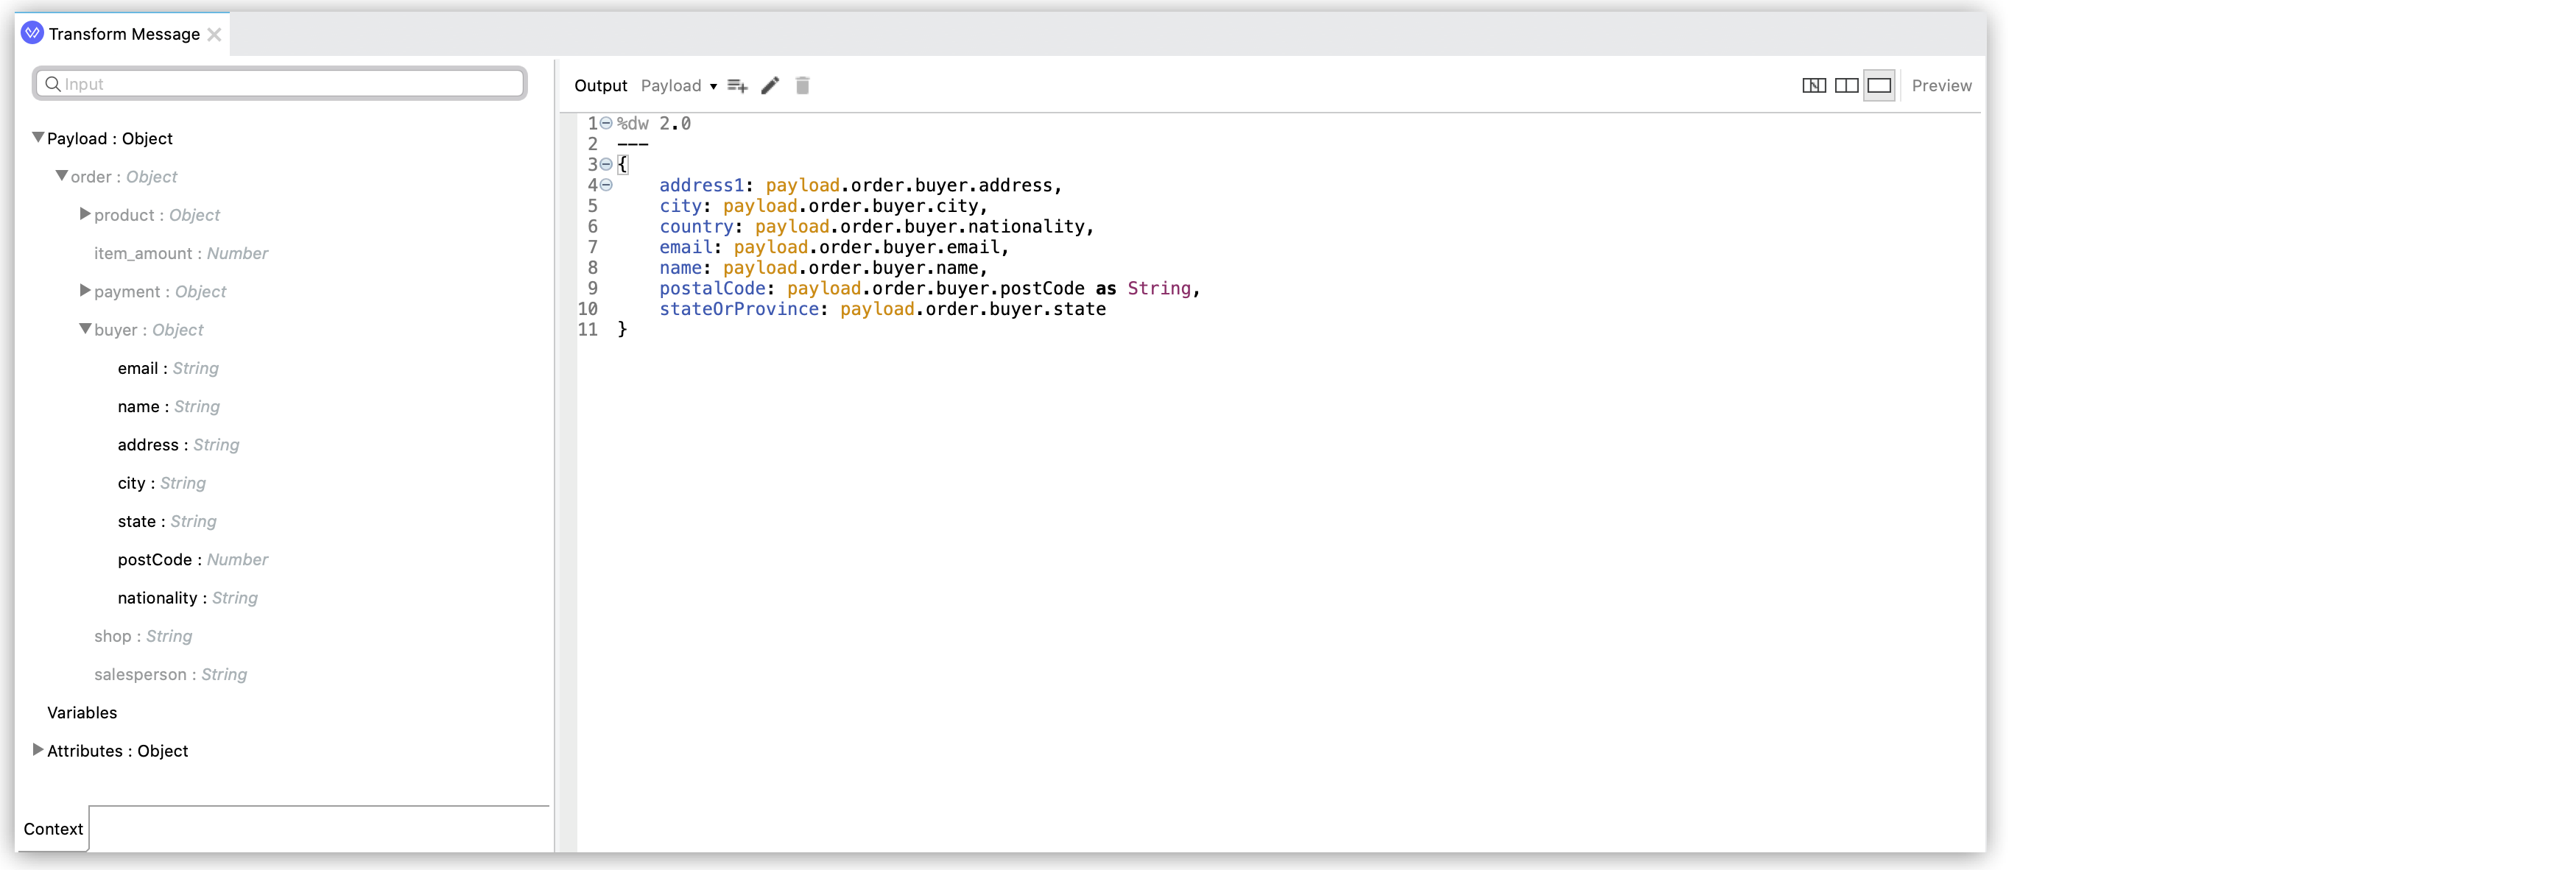 Transform Message
Input
Payload : Object
order : Object
product : Object
item_amount : Number
payment : Object
buyer : Object
email : String
name : String
address : String
city : String
state : String
postCode : Number
nationality : String
shop : String
salesperson : String
Variables
Attributes : Object
Context
Output Payload Preview
1 %dw 2.0
2 ---
3 {
4 address1: payload.order.buyer.address,
5 city: payload.order.buyer.city,
6 country: payload.order.buyer.nationality,
7 email: payload.order.buyer.email,
8 name: payload.order.buyer.name,
9 postalCode: payload.order.buyer.postCode as String,
10 stateOrProvince: payload.order.buyer.state
11 }